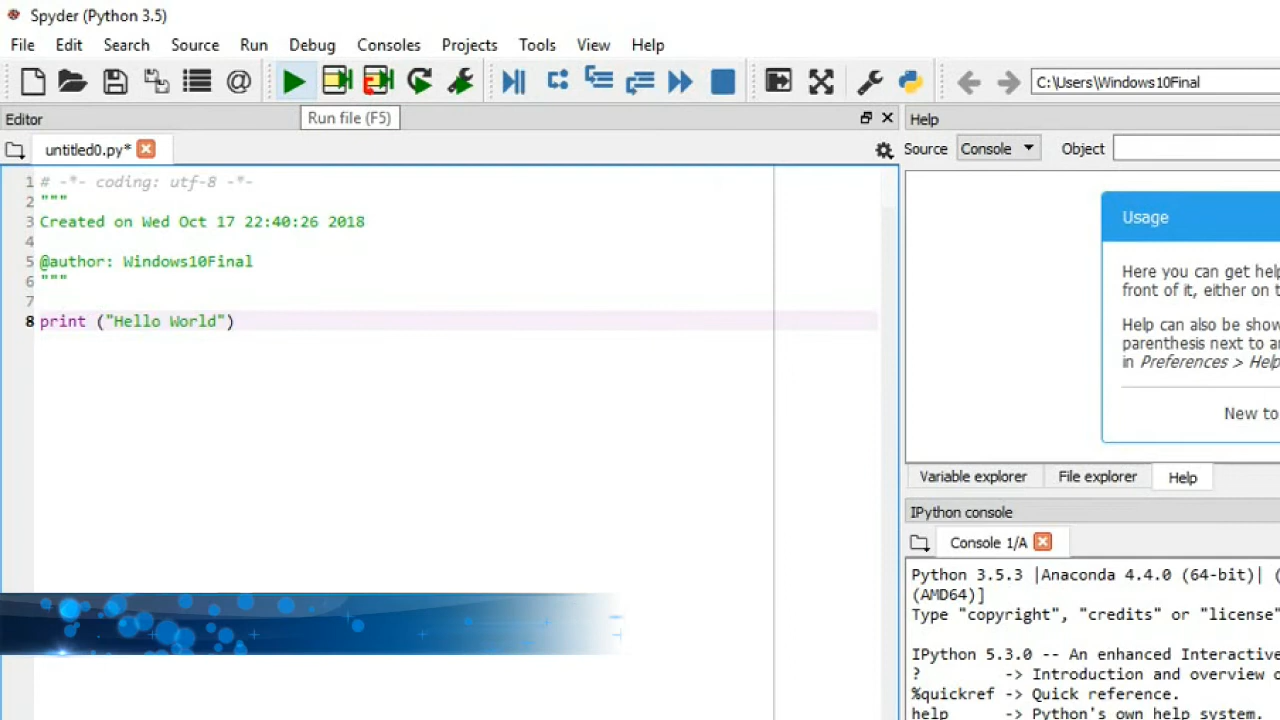 Spyder (Python 3.5)
File Edit Search Source Run Debug Consoles Projects Tools View Help
C:\Users\Windows10Final
Run file (F5)
Editor
Help
untitled0.py*
Source Console Object
1 # -*- coding: utf-8 -*-
2 """
3 Created on Wed Oct 17 22:40:26 2018
4
5 @author: Windows10Final
6 """
7
8 print ("Hello World")
Usage
Here you can get help
front of it, either on t
Help can also be show
parenthesis next to an
in Preferences > Help
New to
Variable explorer File explorer Help
IPython console
Console 1/A
Python 3.5.3 |Anaconda 4.4.0 (64-bit)| (
(AMD64)]
Type "copyright", "credits" or "license"
IPython 5.3.0 -- An enhanced Interactive
? -> Introduction and overview o
%quickref -> Quick reference.
help -> Python's own help system.